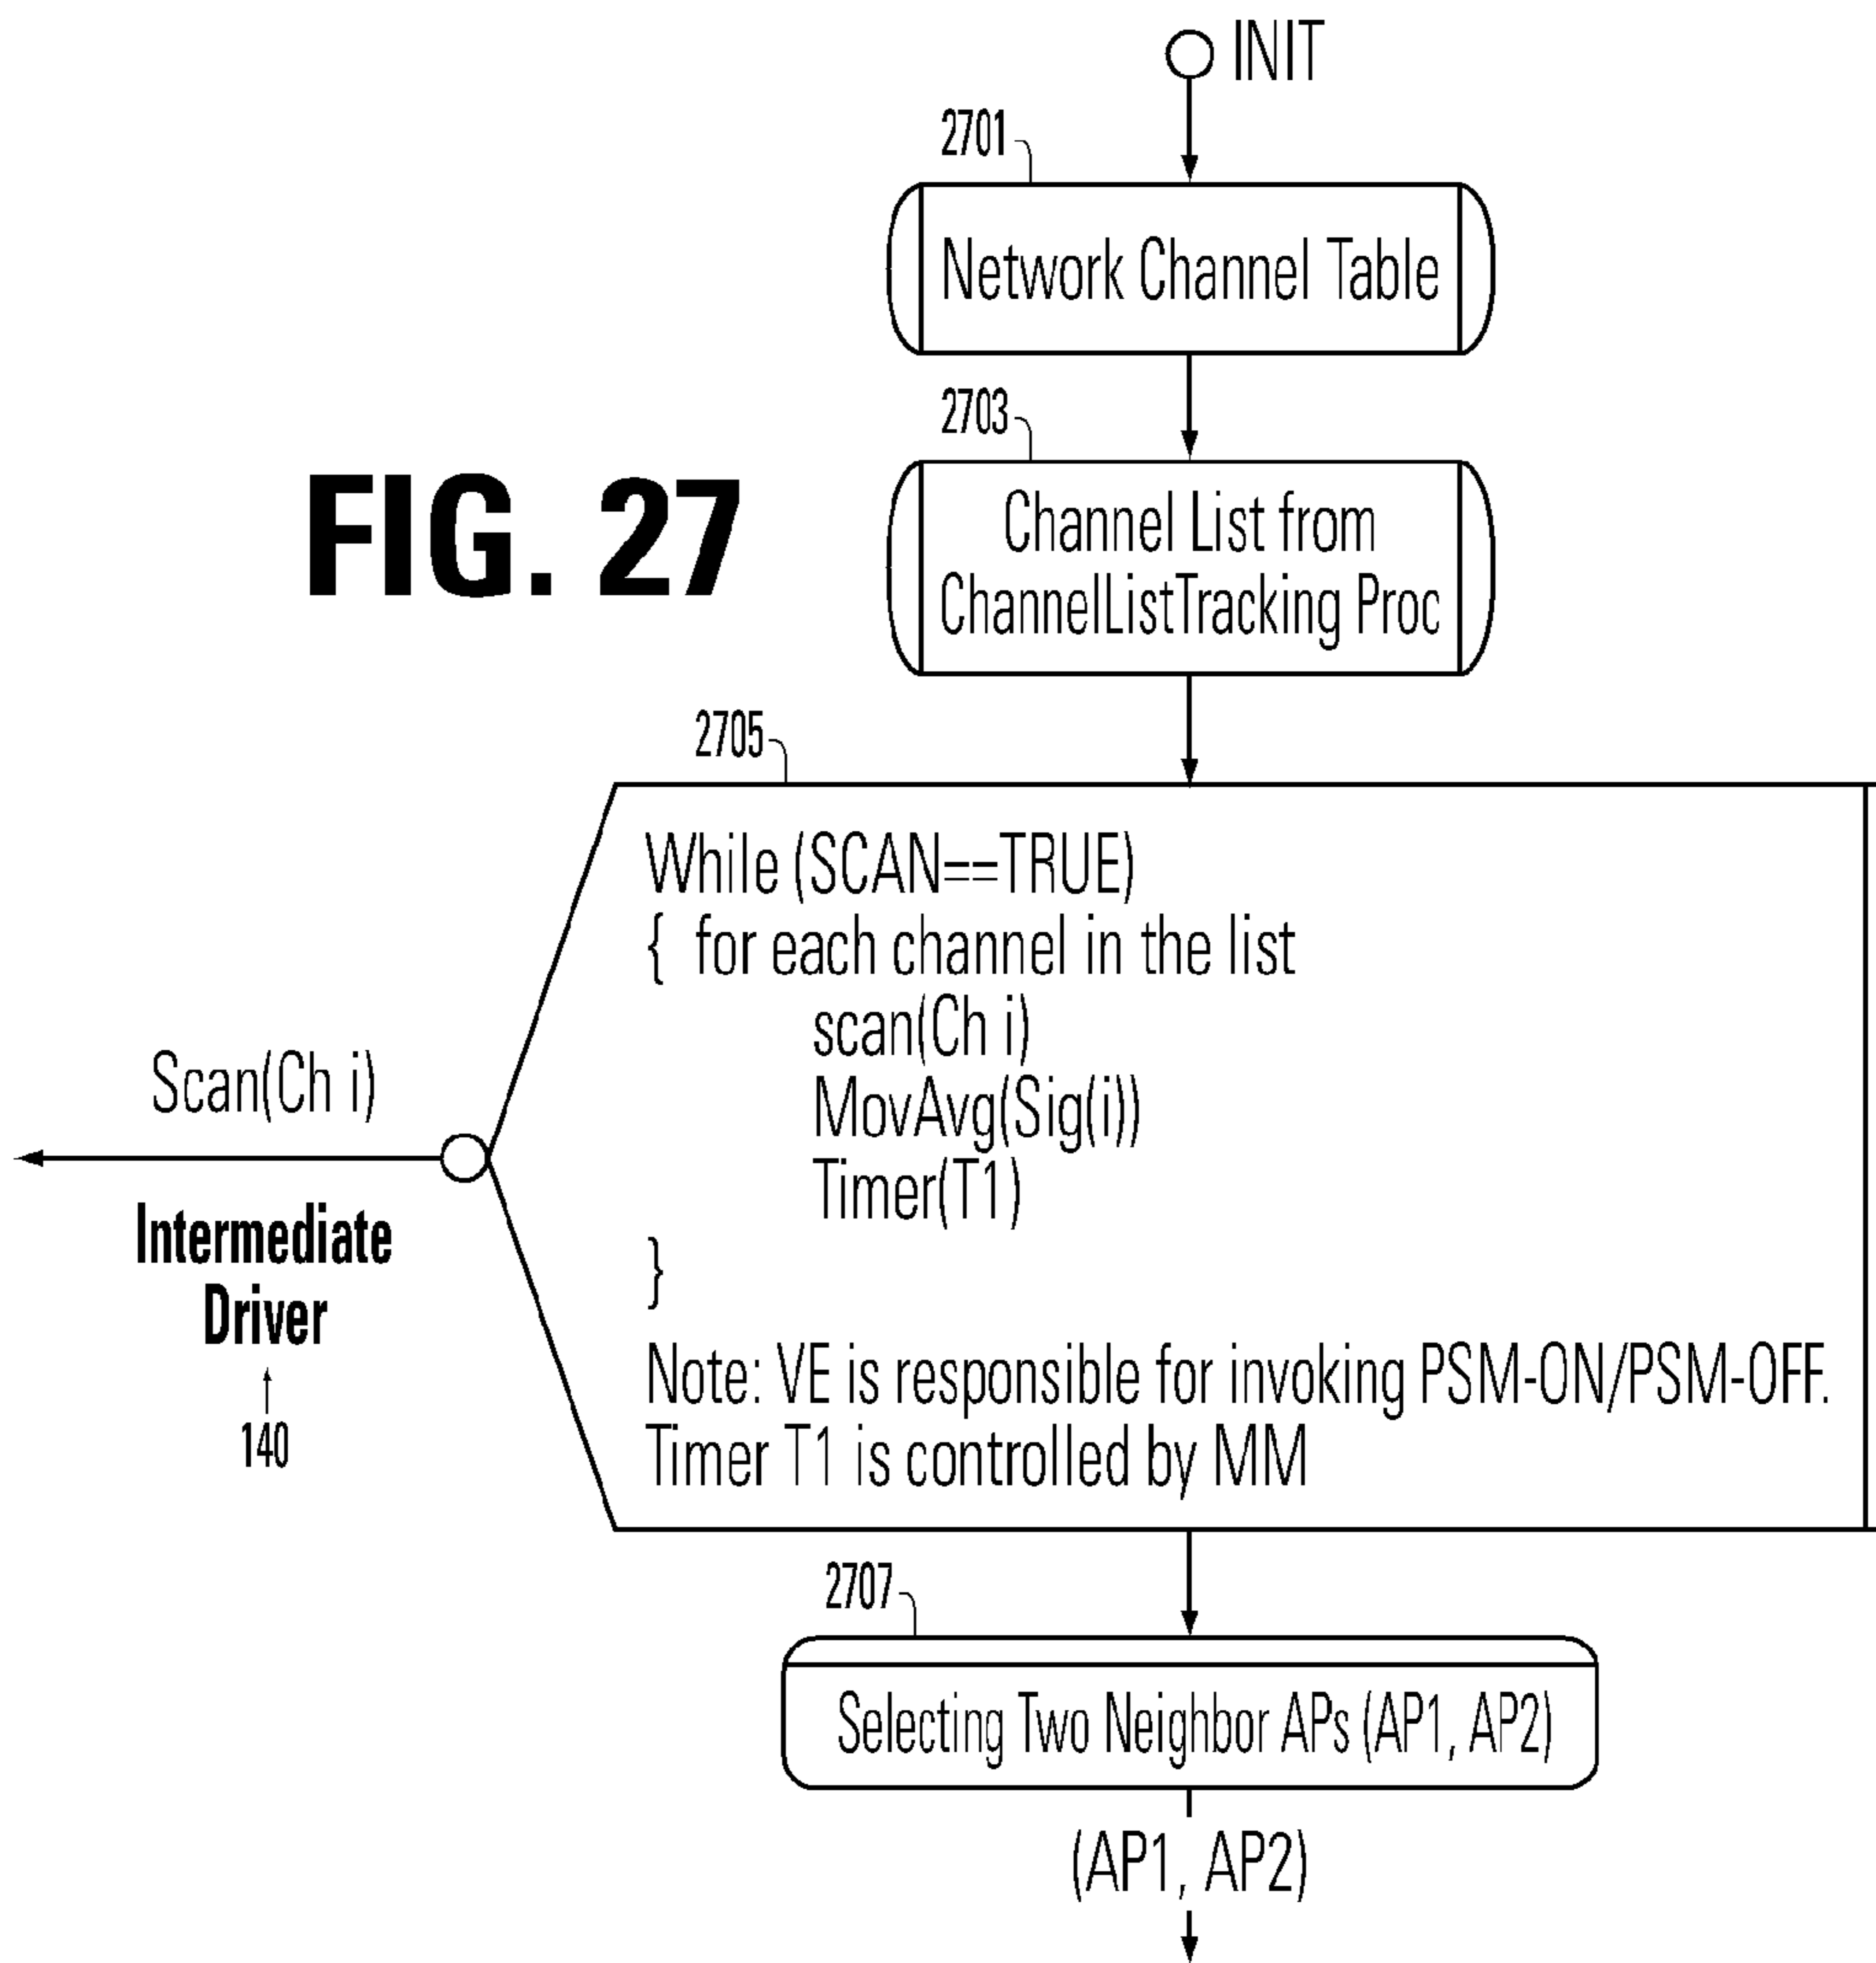 INIT
2701
Network Channel Table
2703
FIG. 27
Channel List from
ChannelListTracking Proc
2705
While (SCAN==TRUE)
{ for each channel in the list
scan(Ch i)
MovAvg(Sig(i))
Timer(T1)
}
Note: VE is responsible for invoking PSM-ON/PSM-OFF.
Timer T1 is controlled by MM
Scan(Ch i)
Intermediate
Driver
140
2707
Selecting Two Neighbor APs (AP1, AP2)
(AP1, AP2)